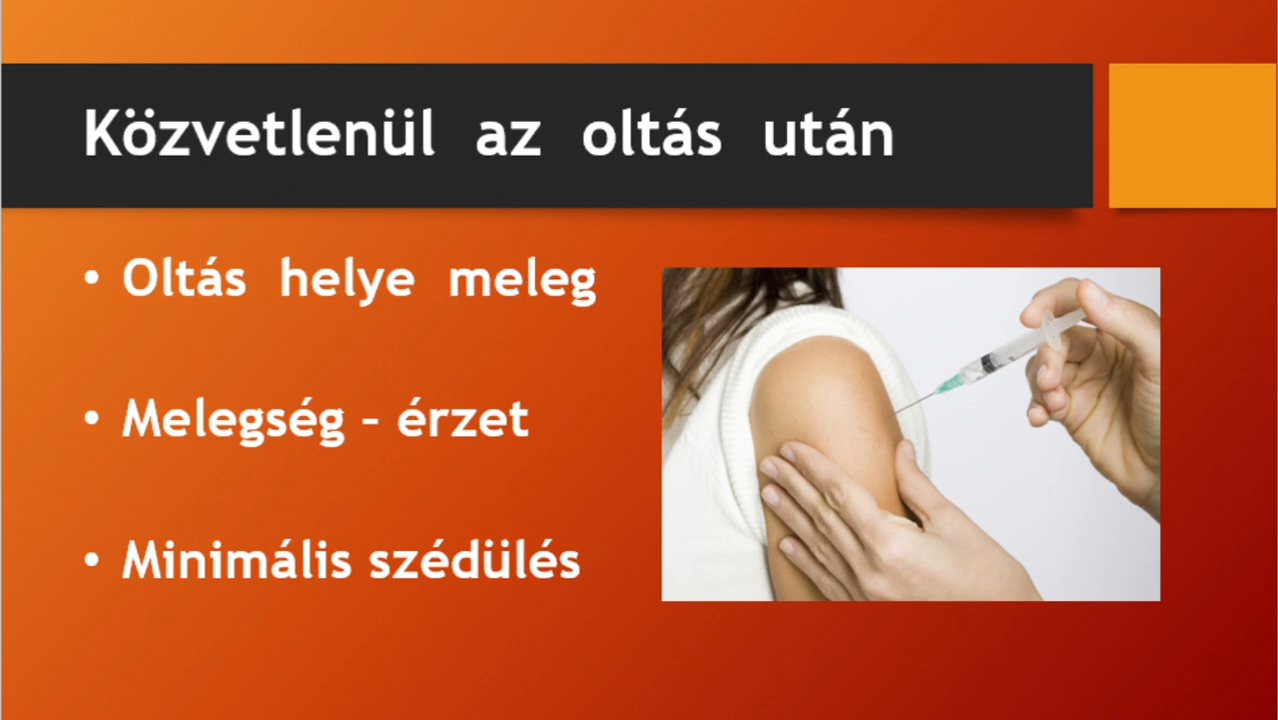 Közvetlenül az oltás után
• Oltás helye meleg
• Melegség – érzet
• Minimális szédülés